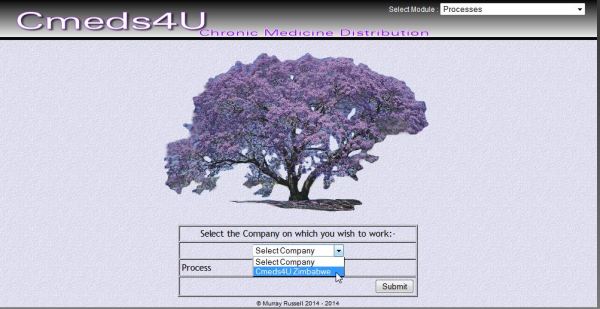 Cmeds4U
Chronic Medicine Distribution
Select Module : Processes
Select the Company on which you wish to work:-
Select Company
Select Company
Cmeds4U Zimbabwe
Process
Submit
© Murray Russell 2014 - 2014